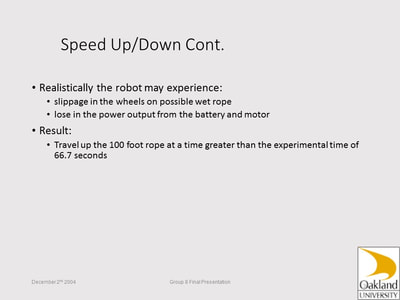 Speed Up/Down Cont.
• Realistically the robot may experience:
• slippage in the wheels on possible wet rope
• lose in the power output from the battery and motor
• Result:
• Travel up the 100 foot rope at a time greater than the experimental time of
66.7 seconds
December 2nd 2004
Group 8 Final Presentation
Oakland
UNIVERSITY